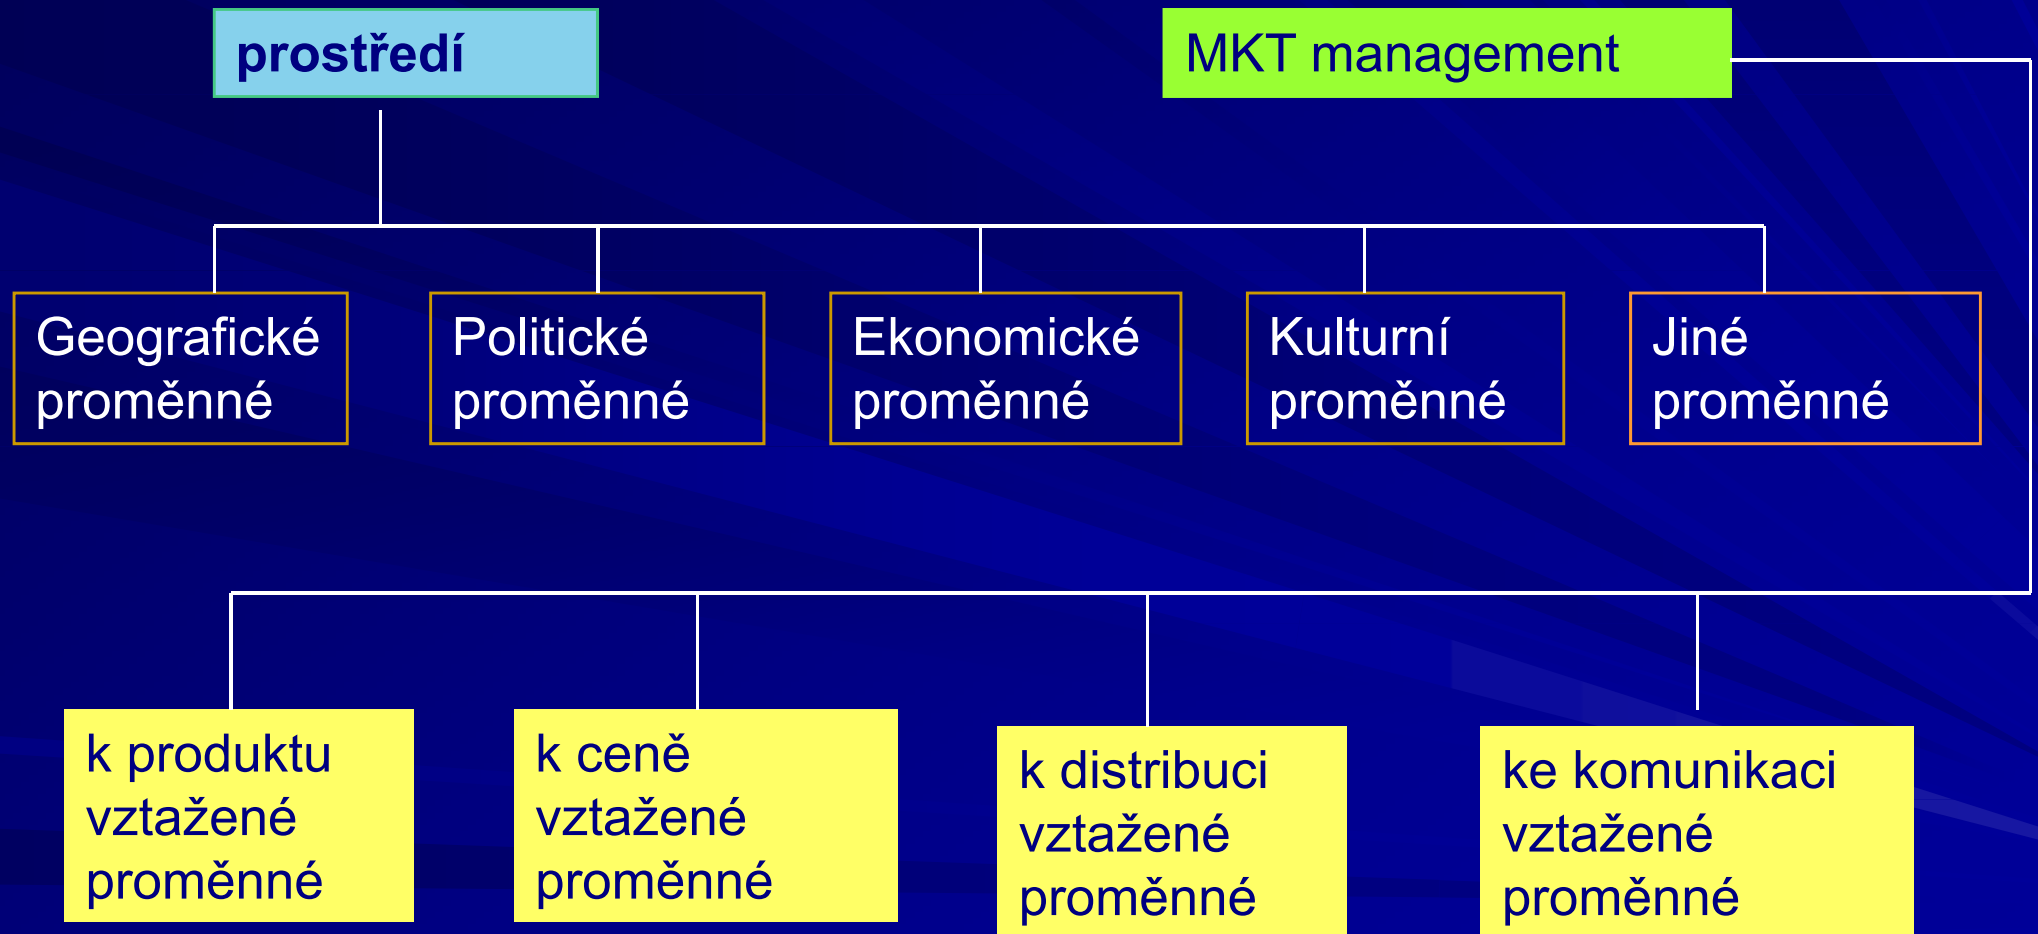 prostředí
MKT management
Geografické
proměnné
Politické
proměnné
Ekonomické
proměnné
Kulturní
proměnné
Jiné
proměnné
k produktu
vztažené
proměnné
k ceně
vztažené
proměnné
k distribuci
vztažené
proměnné
ke komunikaci
vztažené
proměnné